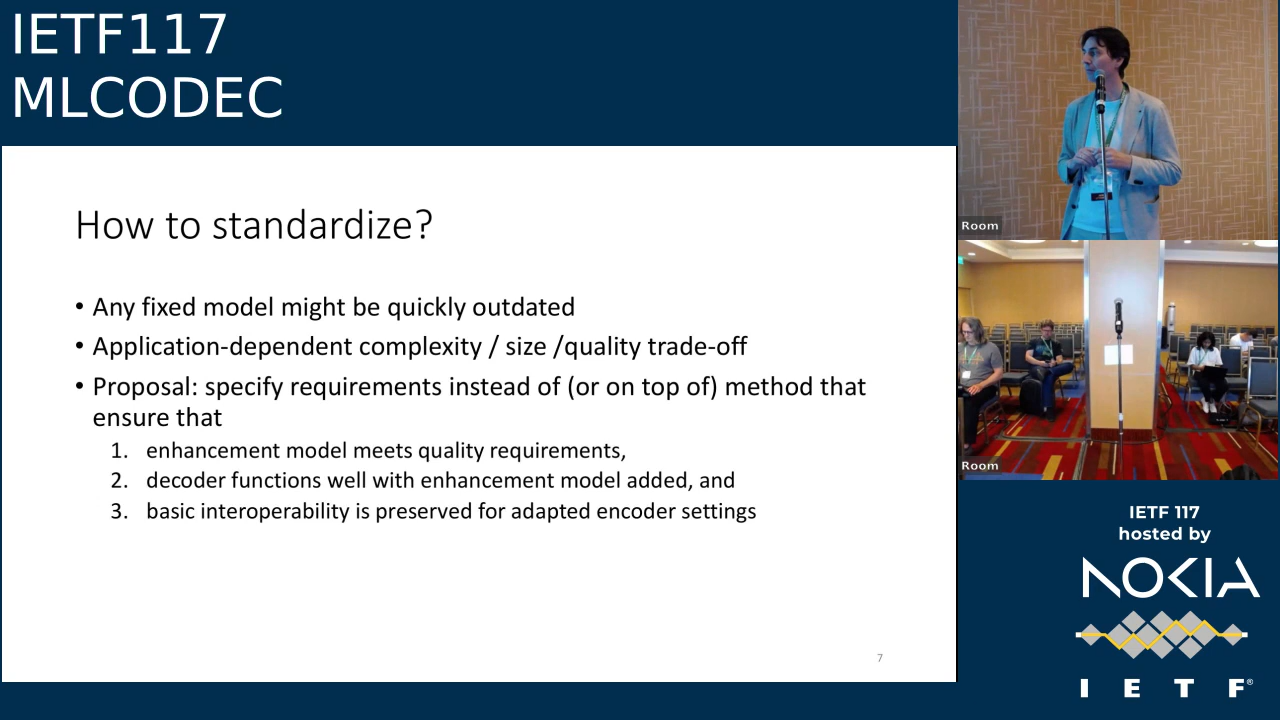 IETF117
MLCODEC
How to standardize?
• Any fixed model might be quickly outdated
• Application-dependent complexity / size /quality trade-off
• Proposal: specify requirements instead of (or on top of) method that
ensure that
1. enhancement model meets quality requirements,
2. decoder functions well with enhancement model added, and
3. basic interoperability is preserved for adapted encoder settings
7
Room
Room
IETF 117
hosted by
NOKIA
I E T F®